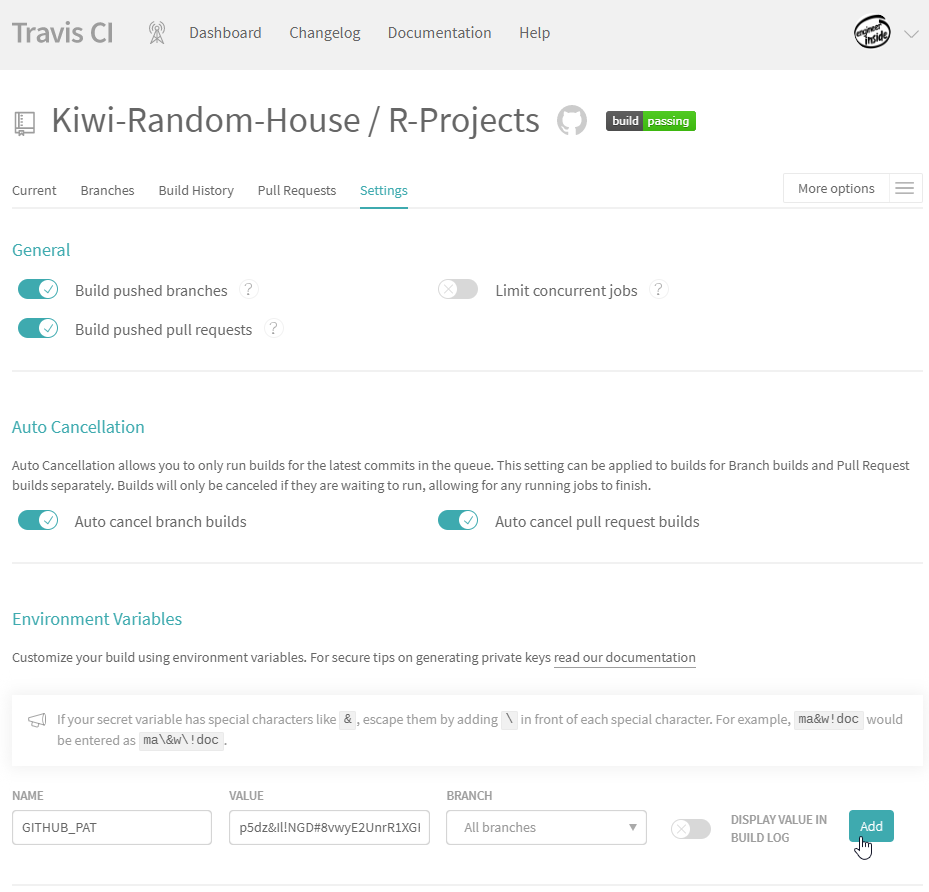 Travis CI
Dashboard
Changelog
Documentation
Help
engineer
inside
Kiwi-Random-House / R-Projects
build passing
Current
Branches
Build History
Pull Requests
Settings
More options
General
Build pushed branches ?
Limit concurrent jobs ?
Build pushed pull requests ?
Auto Cancellation
Auto Cancellation allows you to only run builds for the latest commits in the queue. This setting can be applied to builds for Branch builds and Pull Request
builds separately. Builds will only be canceled if they are waiting to run, allowing for any running jobs to finish.
Auto cancel branch builds
Auto cancel pull request builds
Environment Variables
Customize your build using environment variables. For secure tips on generating private keys read our documentation
If your secret variable has special characters like &, escape them by adding \ in front of each special character. For example, ma&w!doc would
be entered as ma\&w\!doc.
NAME
VALUE
BRANCH
GITHUB_PAT
p5dz&Il!NGD#8vwyE2UnrR1XGI
All branches
DISPLAY VALUE IN
BUILD LOG
Add